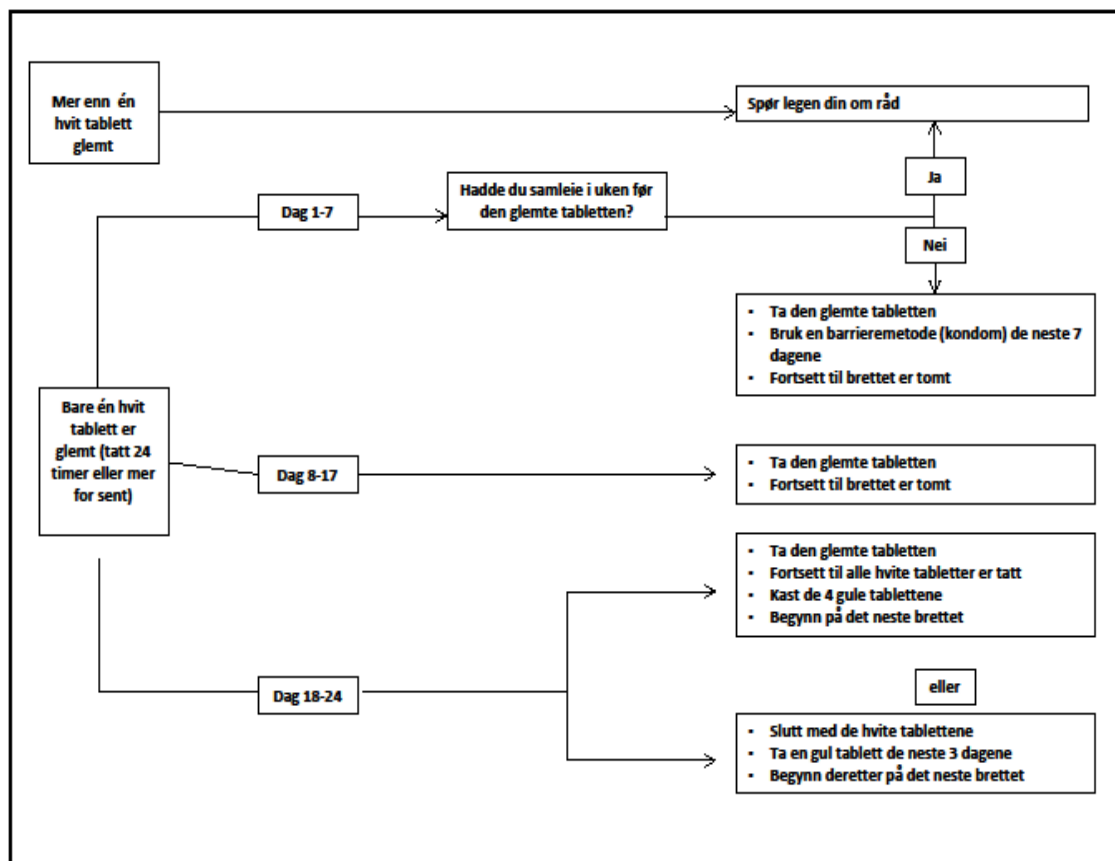 Mer enn én
hvit tablett
glemt
Spør legen din om råd
Ja
Dag 1-7
Hadde du samleie i uken før
den glemte tabletten?
Nei
▪ Ta den glemte tabletten
▪ Bruk en barrieremetode (kondom) de neste 7
dagene
▪ Fortsett til brettet er tomt
Bare én hvit
tablett er
glemt (tatt 24
timer eller mer
for sent)
Dag 8-17
▪ Ta den glemte tabletten
▪ Fortsett til brettet er tomt
▪ Ta den glemte tabletten
▪ Fortsett til alle hvite tabletter er tatt
▪ Kast de 4 gule tablettene
▪ Begynn på det neste brettet
Dag 18-24
eller
▪ Slutt med de hvite tablettene
▪ Ta en gul tablett de neste 3 dagene
▪ Begynn deretter på det neste brettet